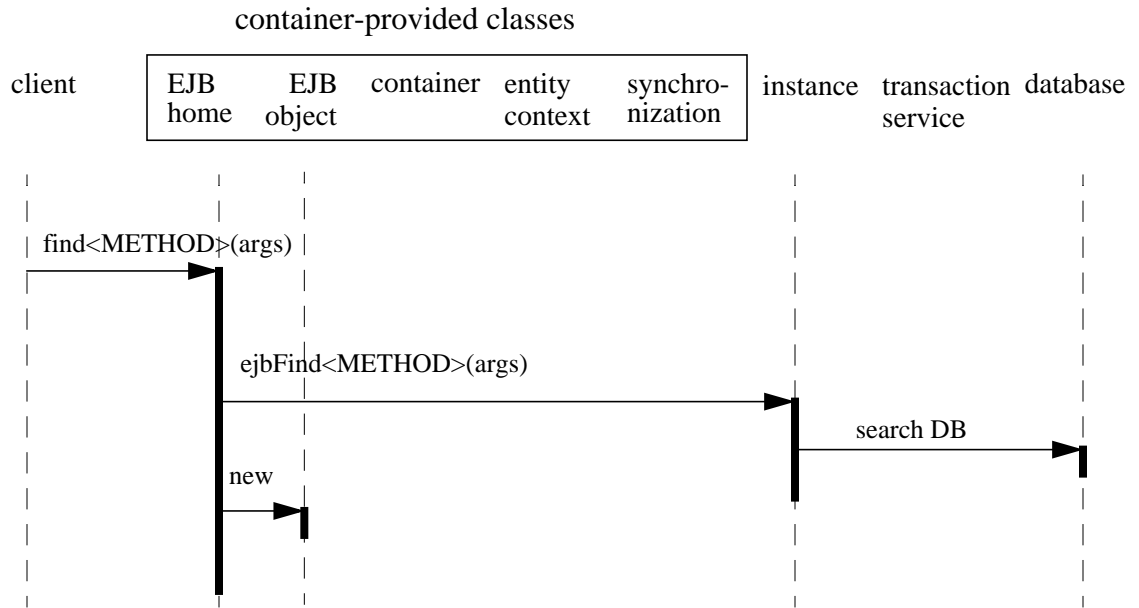 container-provided classes
client EJB home EJB object container entity context synchro-nization instance transaction service database
find<METHOD>(args)
ejbFind<METHOD>(args)
search DB
new